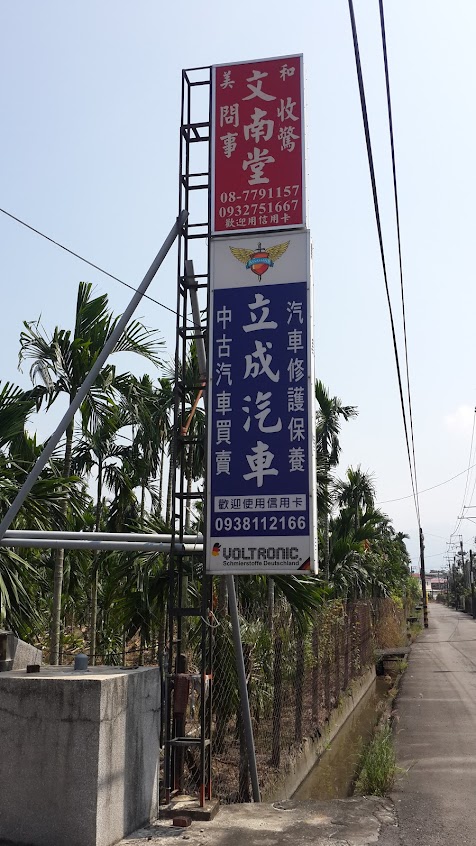 美和
文南堂
問事
收驚
08-7791157
0932751667
歡迎用信用卡
立成汽車
汽車修護保養
中古汽車買賣
歡迎使用信用卡
0938112166
VOLTRONIC
Schmierstoffe Deutschland